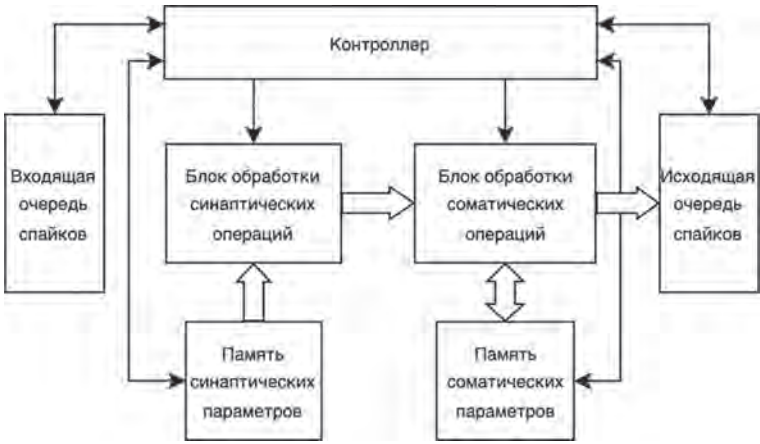 Контроллер
Входящая
очередь
спайков
Блок обработки
синаптических
операций
Блок обработки
соматических
операций
Исходящая
очередь
спайков
Память
синаптических
параметров
Память
соматических
параметров